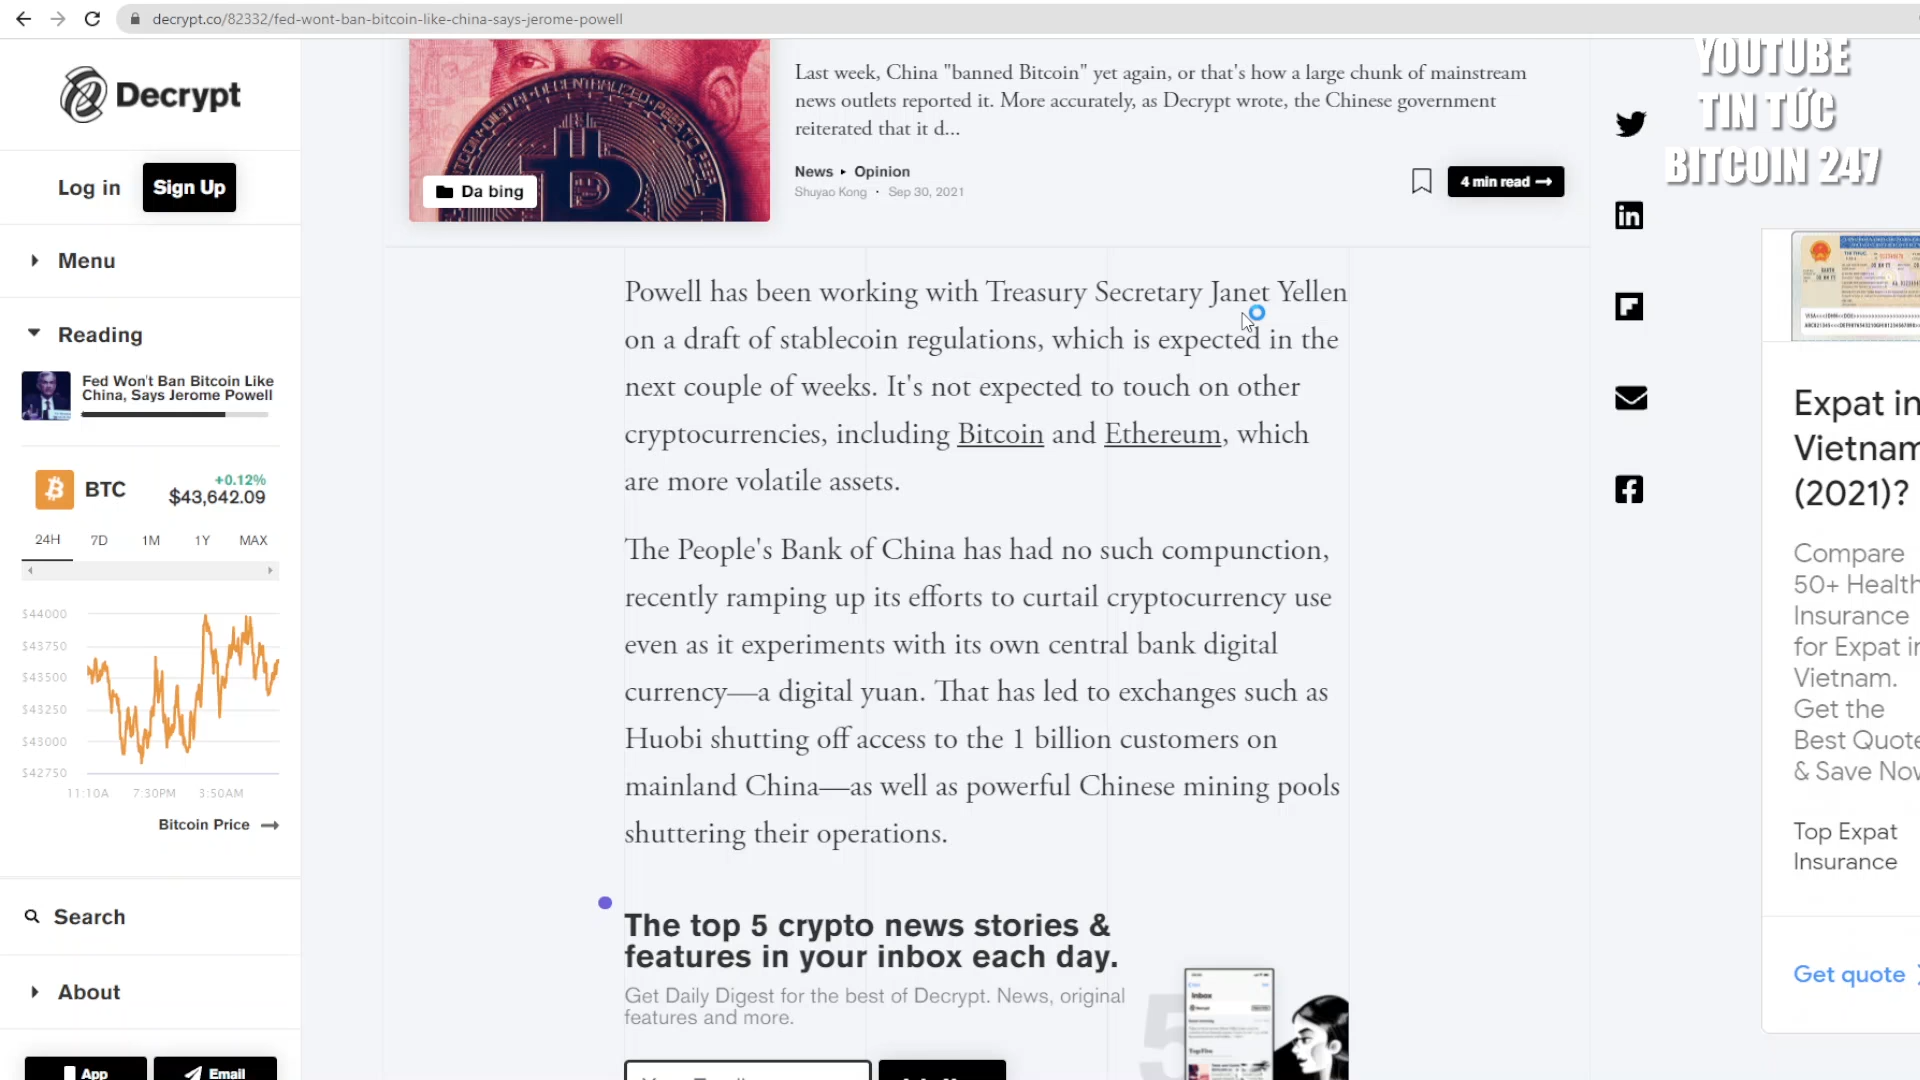 decrypt.co/82332/fed-wont-ban-bitcoin-like-china-says-jerome-powell
YOUTUBE
TIN TỨC
BITCOIN 247
Decrypt
Log in
Sign Up
Menu
Reading
Fed Won't Ban Bitcoin Like
China, Says Jerome Powell
BTC
+0.12%
$43,642.09
24H 7D 1M 1Y MAX
$44000
$43750
$43500
$43250
$43000
$42750
11:10A 7:30PM 3:50AM
Bitcoin Price →
Search
About
App
Email
Da bing
Last week, China "banned Bitcoin" yet again, or that's how a large chunk of mainstream
news outlets reported it. More accurately, as Decrypt wrote, the Chinese government
reiterated that it d...
News ▸ Opinion
Shuyao Kong · Sep 30, 2021
4 min read →
Powell has been working with Treasury Secretary Janet Yellen
on a draft of stablecoin regulations, which is expected in the
next couple of weeks. It's not expected to touch on other
cryptocurrencies, including Bitcoin and Ethereum, which
are more volatile assets.
The People's Bank of China has had no such compunction,
recently ramping up its efforts to curtail cryptocurrency use
even as it experiments with its own central bank digital
currency—a digital yuan. That has led to exchanges such as
Huobi shutting off access to the 1 billion customers on
mainland China—as well as powerful Chinese mining pools
shuttering their operations.
The top 5 crypto news stories &
features in your inbox each day.
Get Daily Digest for the best of Decrypt. News, original
features and more.
Inbox
Expat in
Vietnam
(2021)?
Compare
50+ Health
Insurance
for Expat in
Vietnam.
Get the
Best Quote
& Save Now
Top Expat
Insurance
Get quote